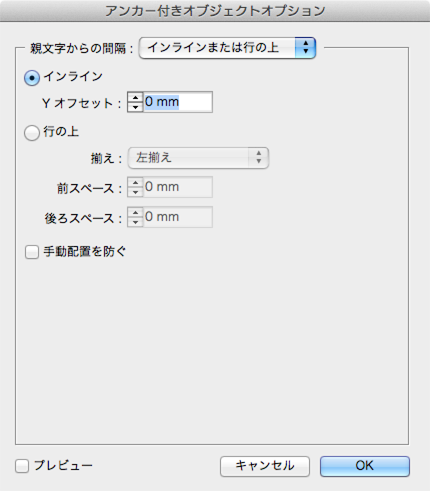 アンカー付きオブジェクトオプション
親文字からの間隔 : インラインまたは行の上
インライン
Y オフセット : 0 mm
行の上
揃え : 左揃え
前スペース : 0 mm
後ろスペース : 0 mm
手動配置を防ぐ
プレビュー キャンセル OK